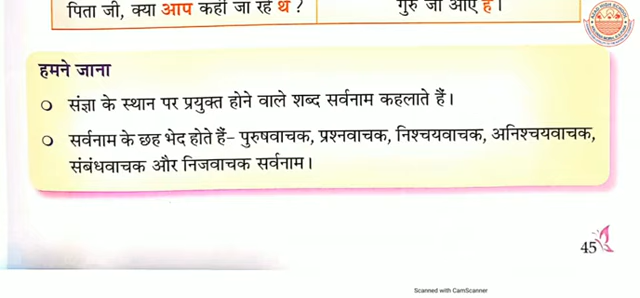 पिता जी, क्या आप कहीं जा रहे थे ?
गुरु जी आए हैं।
हमने जाना
संज्ञा के स्थान पर प्रयुक्त होने वाले शब्द सर्वनाम कहलाते हैं।
सर्वनाम के छह भेद होते हैं– पुरुषवाचक, प्रश्नवाचक, निश्चयवाचक, अनिश्चयवाचक,
संबंधवाचक और निजवाचक सर्वनाम।
45
Scanned with CamScanner